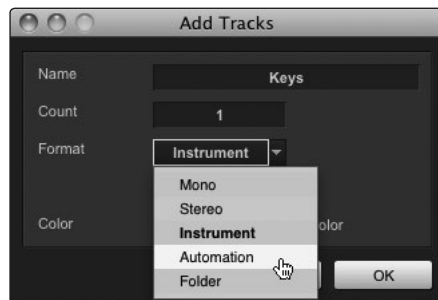 Add Tracks
Name Keys
Count 1
Format Instrument
Mono
Stereo
Color olor
Instrument
Automation
Folder
OK